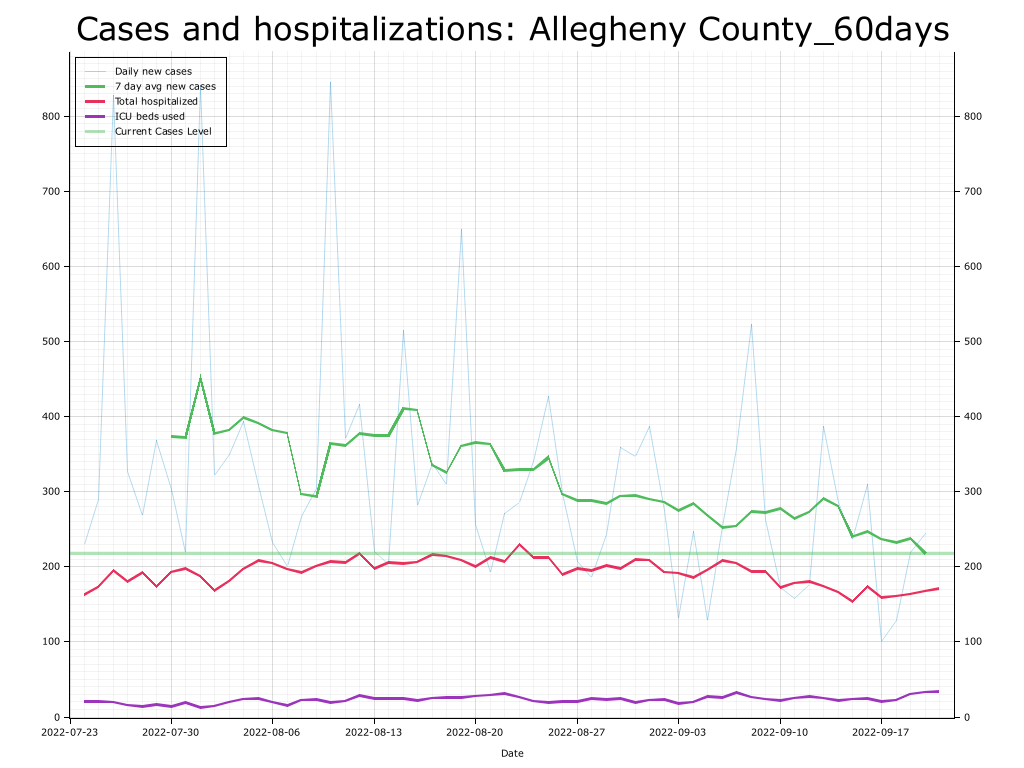 Cases and hospitalizations: Allegheny County_60days
Daily new cases
7 day avg new cases
Total hospitalized
ICU beds used
Current Cases Level
800 800
700 700
600 600
500 500
400 400
300 300
200 200
100 100
0 0
2022-07-23 2022-07-30 2022-08-06 2022-08-13 2022-08-20 2022-08-27 2022-09-03 2022-09-10 2022-09-17
Date